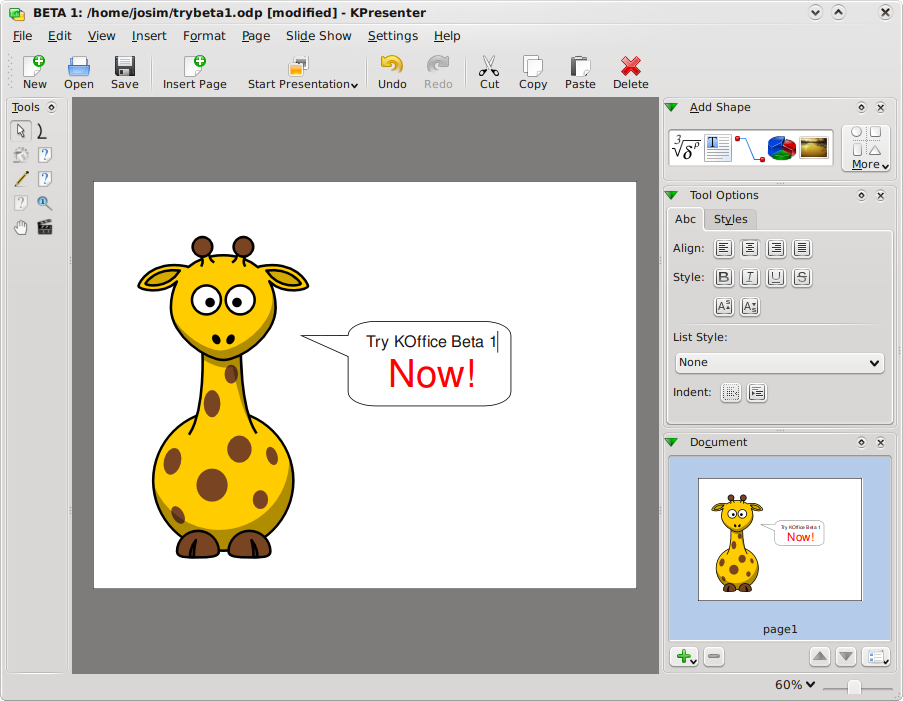 BETA 1: /home/josim/trybeta1.odp [modified] - KPresenter
File Edit View Insert Format Page Slide Show Settings Help
New Open Save Insert Page Start Presentation Undo Redo Cut Copy Paste Delete
Tools
Add Shape
More
Tool Options
Abc Styles
Align:
Style:
List Style:
None
Indent:
Try KOffice Beta 1
Now!
Document
Try KOffice Beta 1
Now!
page1
60%